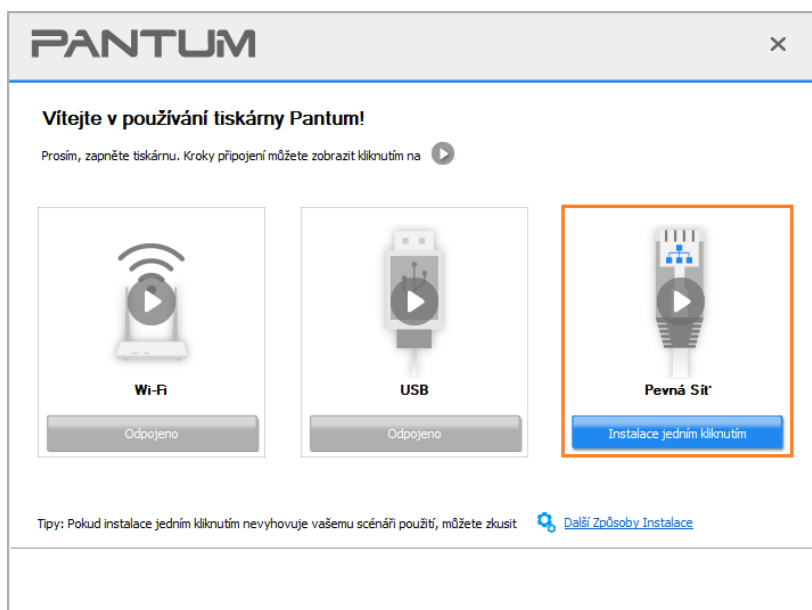 PANTUM
Vítejte v používání tiskárny Pantum!
Prosím, zapněte tiskárnu. Kroky připojení můžete zobrazit kliknutím na
Wi-Fi
USB
Pevná Síť
Odpojeno
Odpojeno
Instalace jedním kliknutím
Tipy: Pokud instalace jedním kliknutím nevyhovuje vašemu scénáři použití, můžete zkusit
Další Způsoby Instalace